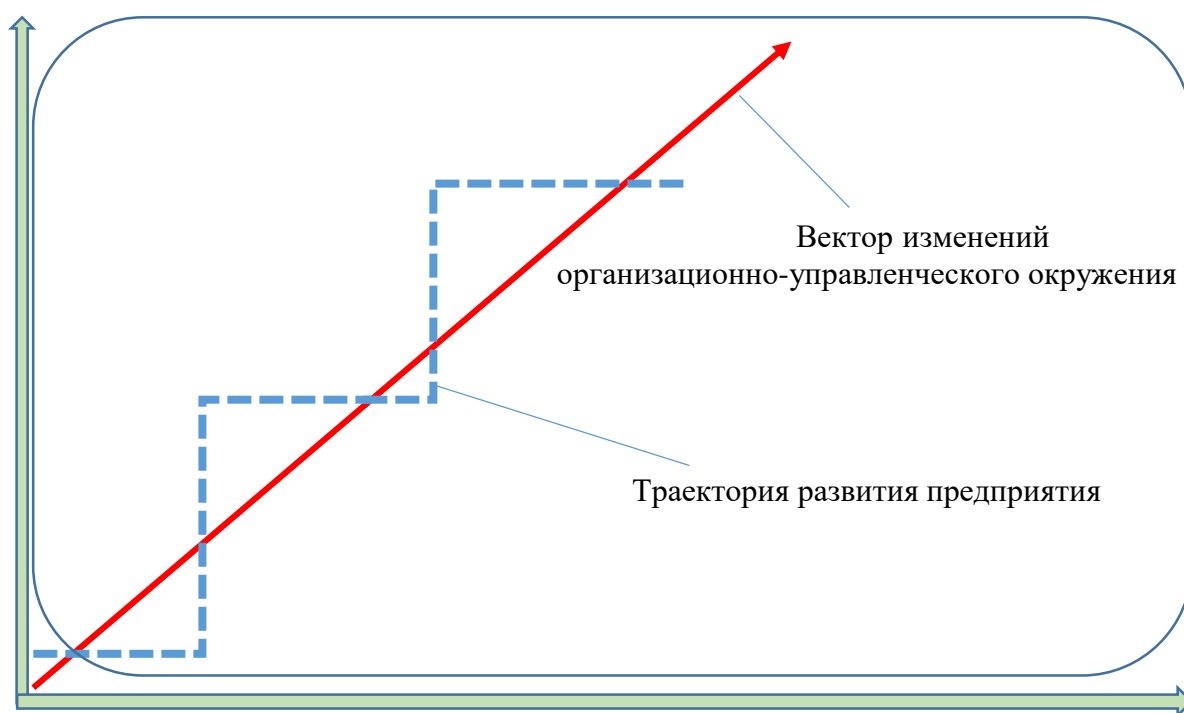 Вектор изменений
организационно-управленческого окружения
Траектория развития предприятия